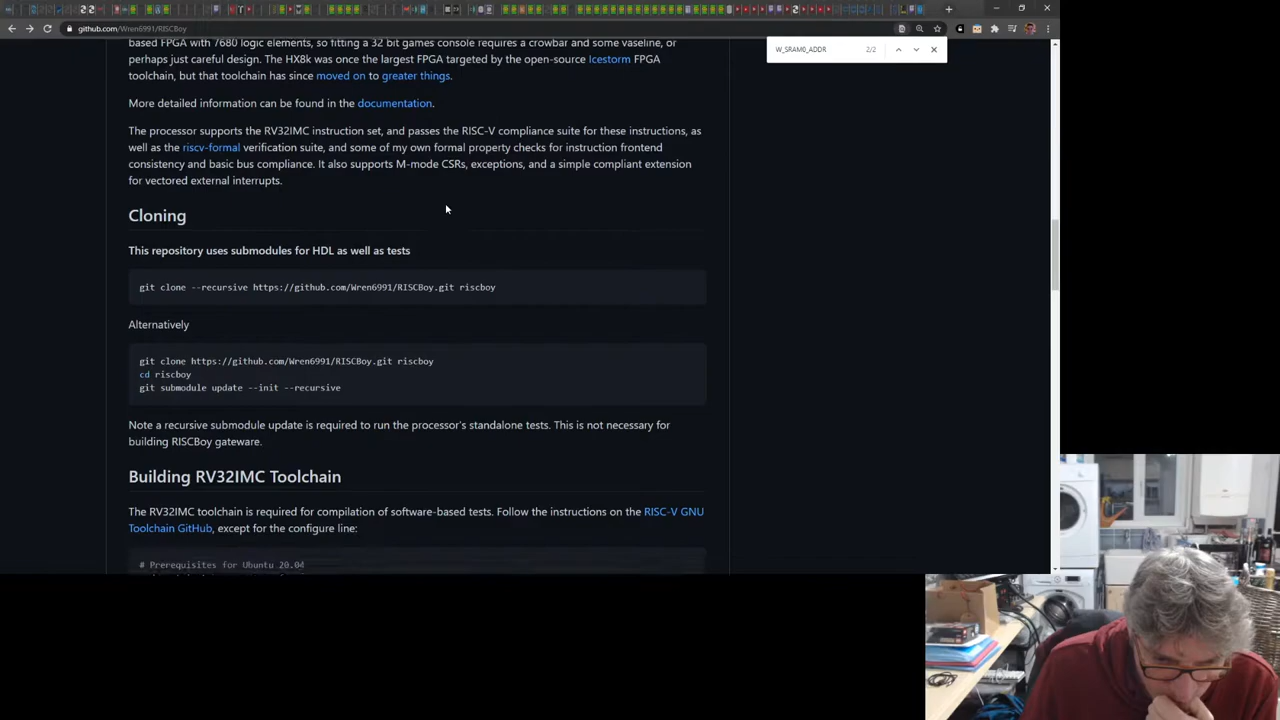 github.com/Wren6991/RISCBoy
W_SRAM0_ADDR 2/2
based FPGA with 7680 logic elements, so fitting a 32 bit games console requires a crowbar and some vaseline, or
perhaps just careful design. The HX8k was once the largest FPGA targeted by the open-source Icestorm FPGA
toolchain, but that toolchain has since moved on to greater things.
More detailed information can be found in the documentation.
The processor supports the RV32IMC instruction set, and passes the RISC-V compliance suite for these instructions, as
well as the riscv-formal verification suite, and some of my own formal property checks for instruction frontend
consistency and basic bus compliance. It also supports M-mode CSRs, exceptions, and a simple compliant extension
for vectored external interrupts.
Cloning
This repository uses submodules for HDL as well as tests
git clone --recursive https://github.com/Wren6991/RISCBoy.git riscboy
Alternatively
git clone https://github.com/Wren6991/RISCBoy.git riscboy
cd riscboy
git submodule update --init --recursive
Note a recursive submodule update is required to run the processor's standalone tests. This is not necessary for
building RISCBoy gateware.
Building RV32IMC Toolchain
The RV32IMC toolchain is required for compilation of software-based tests. Follow the instructions on the RISC-V GNU
Toolchain GitHub, except for the configure line:
# Prerequisites for Ubuntu 20.04